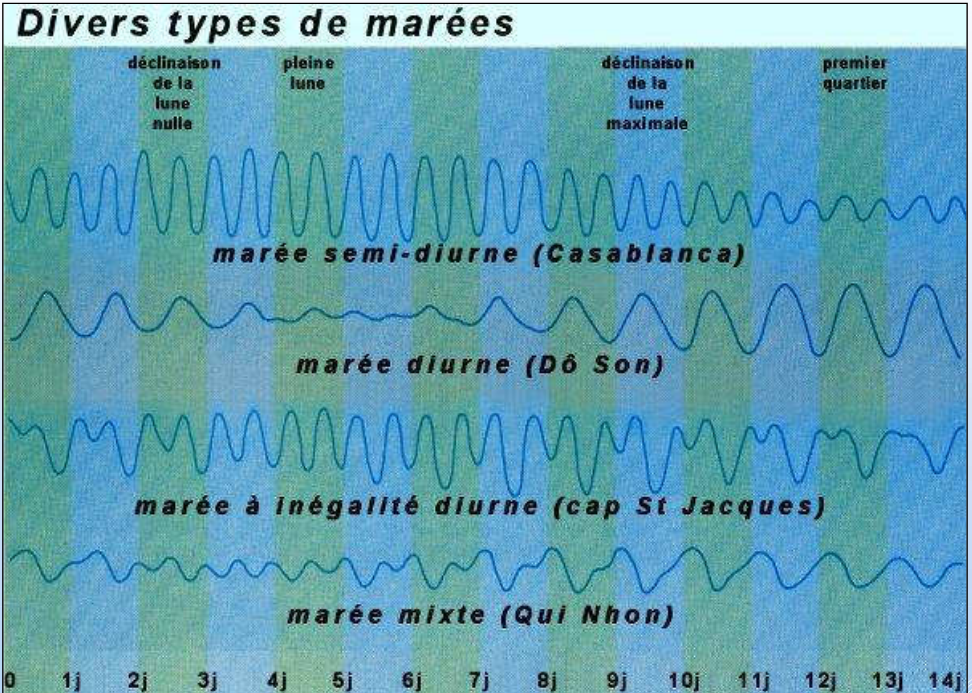 Divers types de marées
déclinaison
de la
lune
nulle
pleine
lune
déclinaison
de la
lune
maximale
premier
quartier
marée semi-diurne (Casablanca)
marée diurne (Dô Son)
marée à inégalité diurne (cap St Jacques)
marée mixte (Qui Nhon)
0 1j 2j 3j 4j 5j 6j 7j 8j 9j 10j 11j 12j 13j 14j